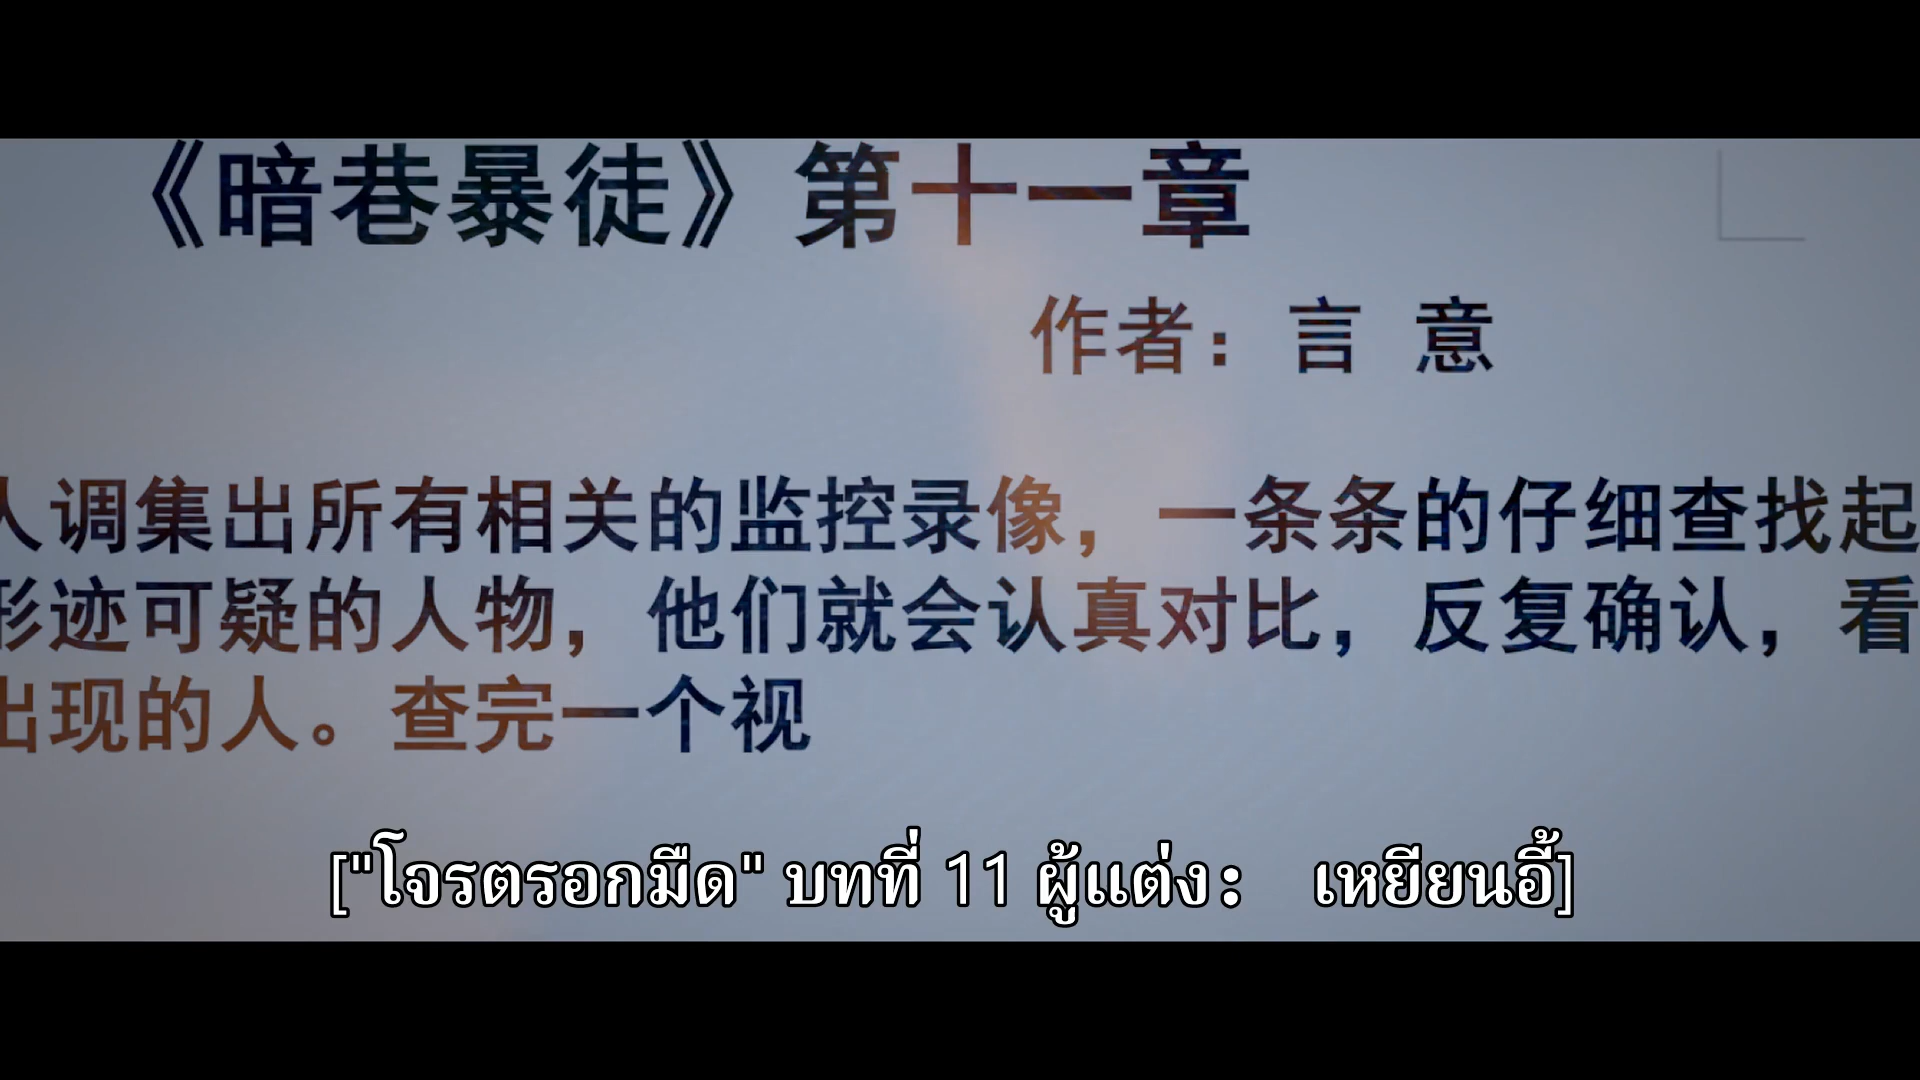 《暗巷暴徒》第十一章
作者：言 意
人调集出所有相关的监控录像，一条条的仔细查找起
形迹可疑的人物，他们就会认真对比，反复确认，看
出现的人。查完一个视
["โจรตรอกมืด" บทที่ 11 ผู้แต่ง： เหยียนอี้]